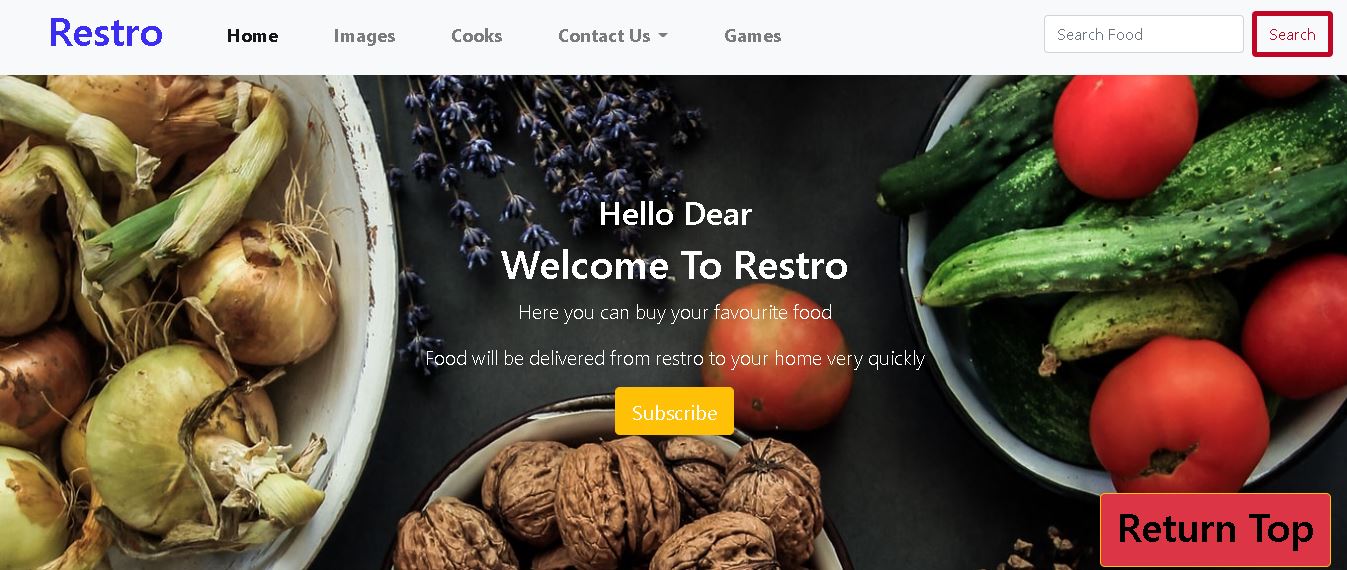 Restro
Home
Images
Cooks
Contact Us
Games
Search Food
Search
Hello Dear
Welcome To Restro
Here you can buy your favourite food
Food will be delivered from restro to your home very quickly
Subscribe
Return Top